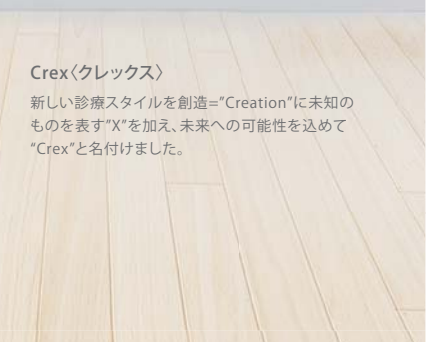 Crex〈クレックス〉
新しい診療スタイルを創造="Creation"に未知の
ものを表す"X"を加え、未来への可能性を込めて
“Crex”と名付けました。